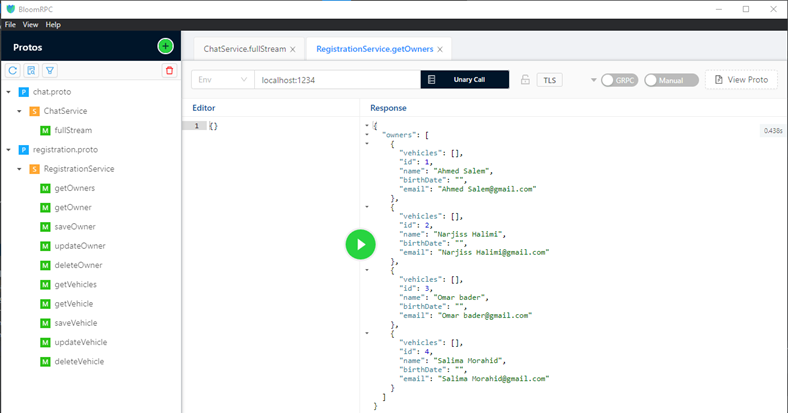 BloomRPC
File View Help
Protos
ChatService.fullStream
RegistrationService.getOwners
Env
localhost:1234
Unary Call
TLS
GRPC
Manual
View Proto
P chat.proto
S ChatService
M fullStream
P registration.proto
S RegistrationService
M getOwners
M getOwner
M saveOwner
M updateOwner
M deleteOwner
M getVehicles
M getVehicle
M saveVehicle
M updateVehicle
M deleteVehicle
Editor
1 {}
Response
0.438s
{
"owners": [
{
"vehicles": [],
"id": 1,
"name": "Ahmed Salem",
"birthDate": "",
"email": "Ahmed Salem@gmail.com"
},
{
"vehicles": [],
"id": 2,
"name": "Narjiss Halimi",
"birthDate": "",
"email": "Narjiss Halimi@gmail.com"
},
{
"vehicles": [],
"id": 3,
"name": "Omar bader",
"birthDate": "",
"email": "Omar bader@gmail.com"
},
{
"vehicles": [],
"id": 4,
"name": "Salima Morahid",
"birthDate": "",
"email": "Salima Morahid@gmail.com"
}
]
}